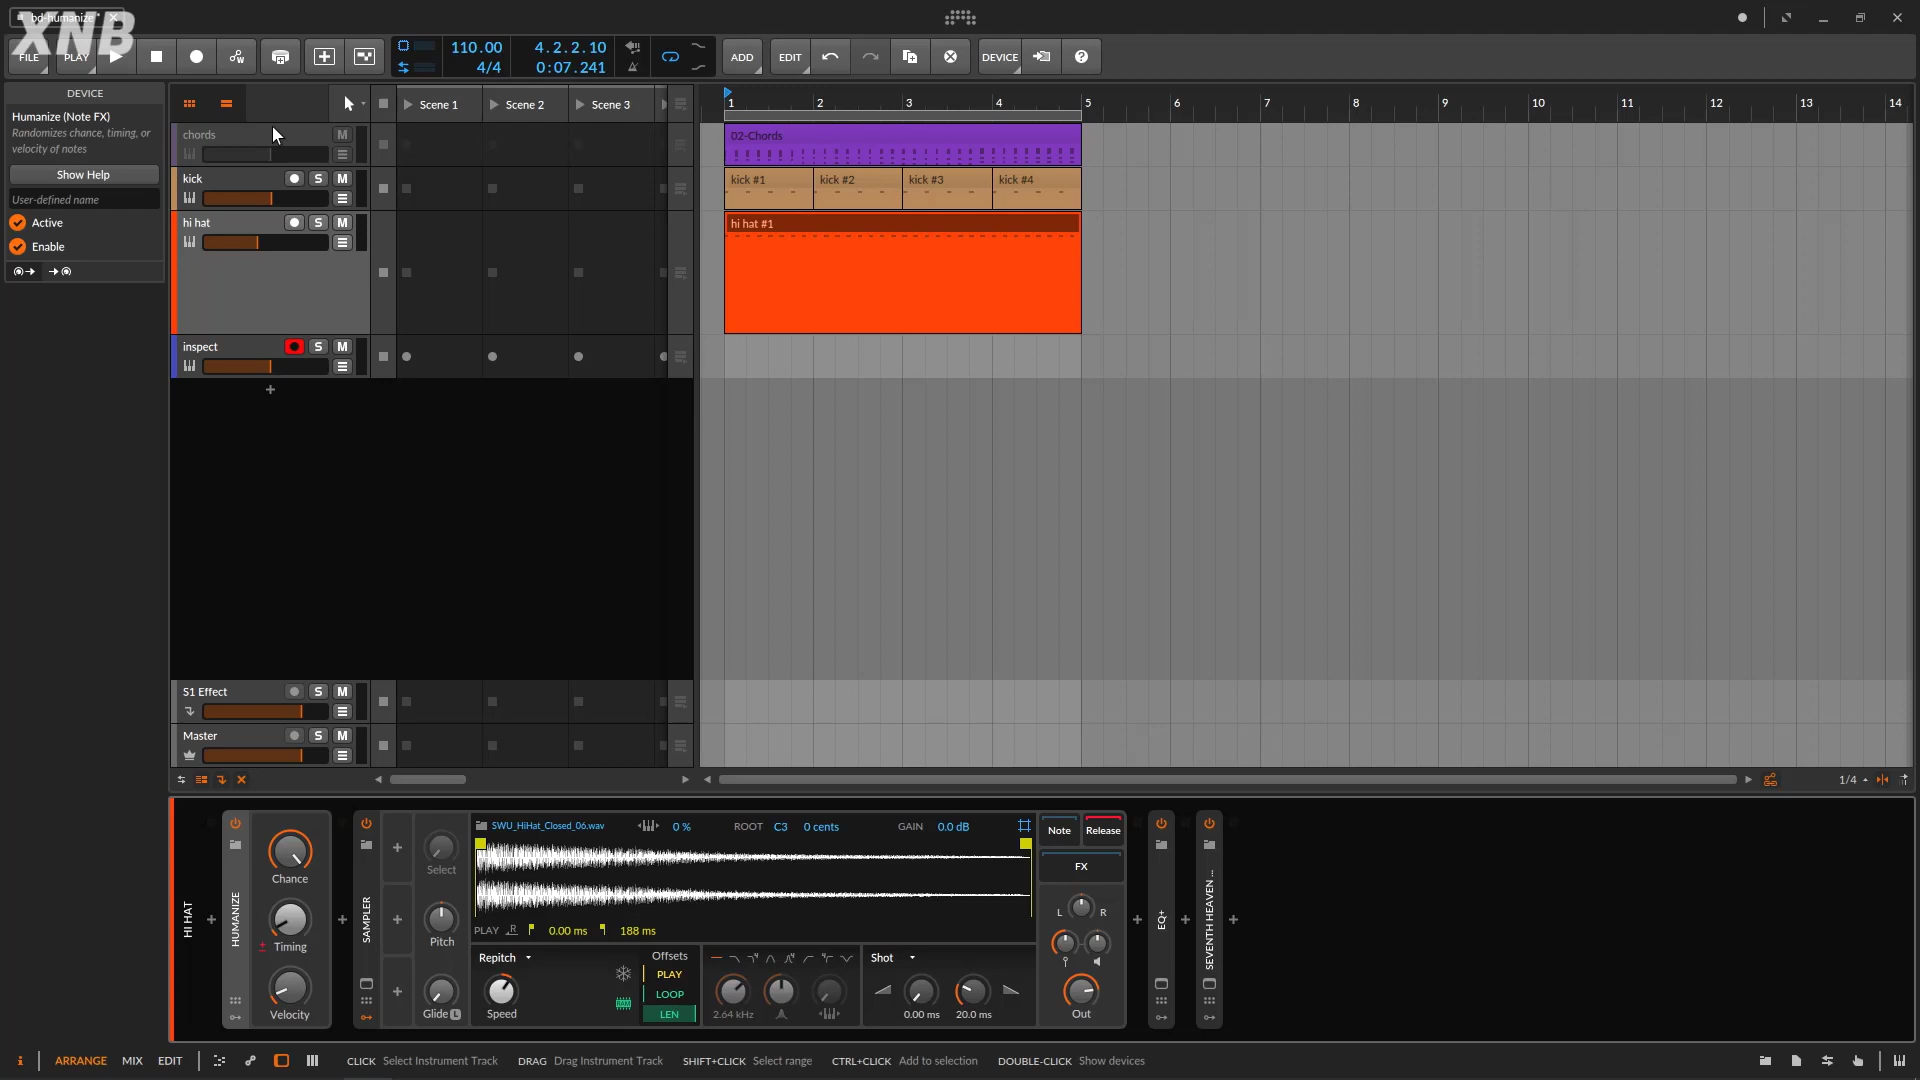 bd-humanize *
XNB
FILE
PLAY
110.00
4/4
4.2.2.10
0:07.241
ADD
EDIT
DEVICE
?
DEVICE
Humanize (Note FX)
Randomizes chance, timing, or
velocity of notes
Show Help
User-defined name
Active
Enable
Scene 1
Scene 2
Scene 3
chords
M
kick
S
M
hi hat
S
M
inspect
S
M
1
2
3
4
5
6
7
8
9
10
11
12
13
14
02-Chords
kick #1
kick #2
kick #3
kick #4
hi hat #1
S1 Effect
S
M
Master
S
M
1/4
HI HAT
HUMANIZE
Chance
Timing
Velocity
SAMPLER
Select
Pitch
Glide
L
SWU_HiHat_Closed_06.wav
0 %
ROOT
C3
0 cents
GAIN
0.0 dB
PLAY
R
0.00 ms
188 ms
Repitch
Speed
RAM
Offsets
PLAY
LOOP
LEN
2.64 kHz
Shot
0.00 ms
20.0 ms
Note
Release
FX
L
R
Out
EQ+
SEVENTH HEAVEN ...
i
ARRANGE
MIX
EDIT
CLICK Select Instrument Track
DRAG Drag Instrument Track
SHIFT+CLICK Select range
CTRL+CLICK Add to selection
DOUBLE-CLICK Show devices